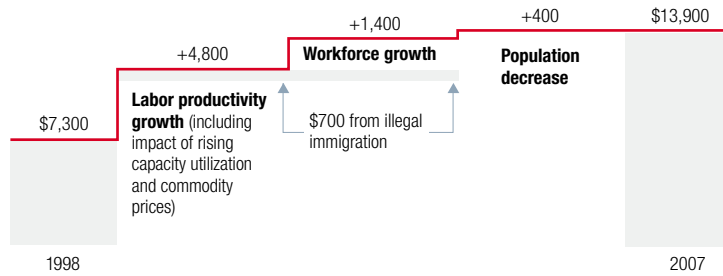 +1,400
+400
$13,900
+4,800
Workforce growth
Population
decrease
Labor productivity
growth (including
impact of rising
capacity utilization
and commodity
prices)
$7,300
$700 from illegal
immigration
1998
2007